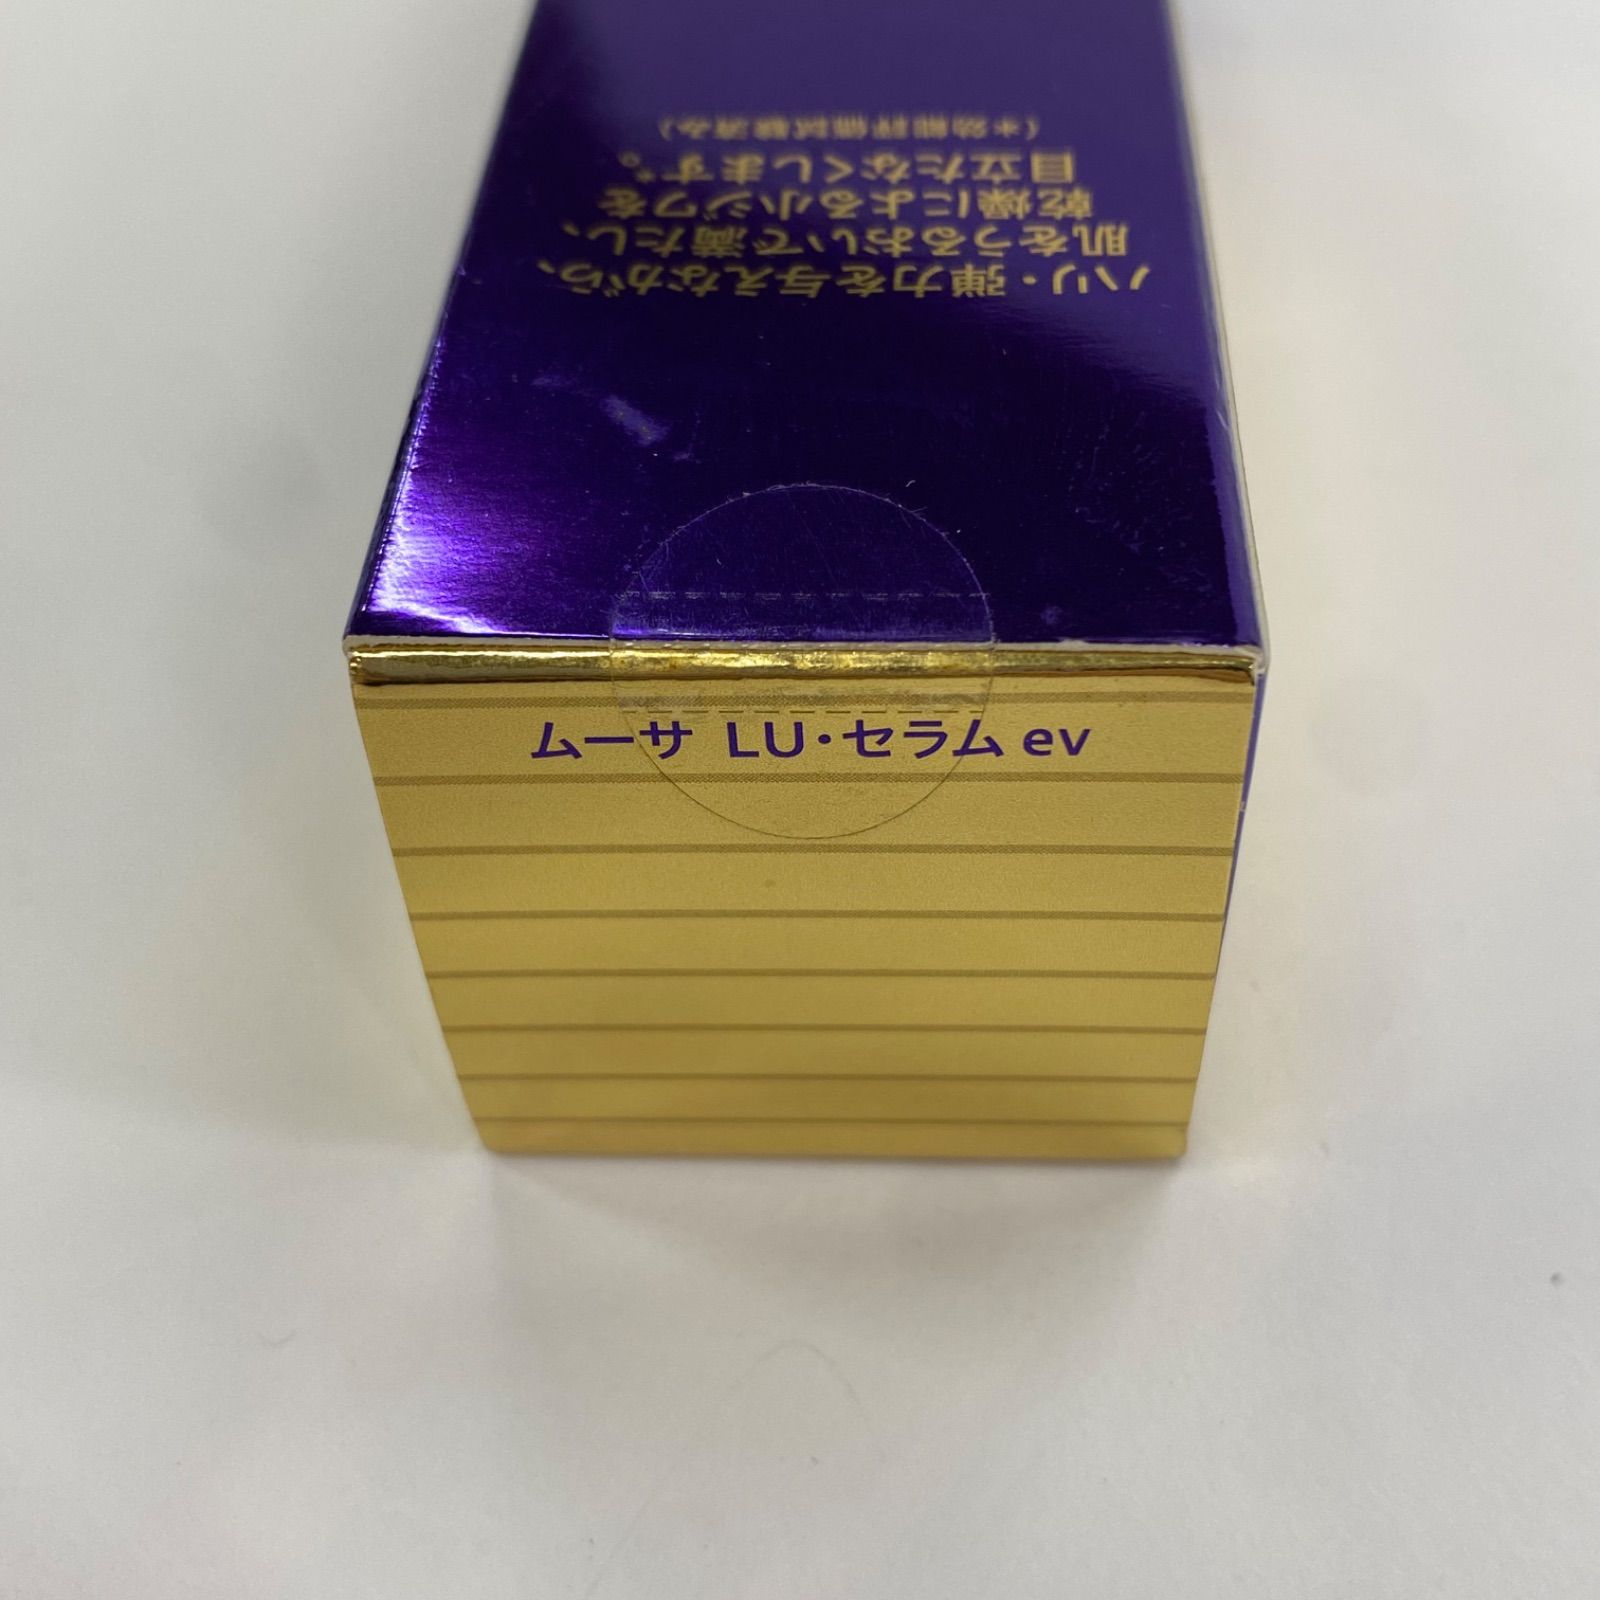 ハリ・弾力を与えながら、
肌をうるおいで満たし、
乾燥による小ジワを
目立たなくします*。
(*効能評価試験済み)
ムーサ LU・セラム ev